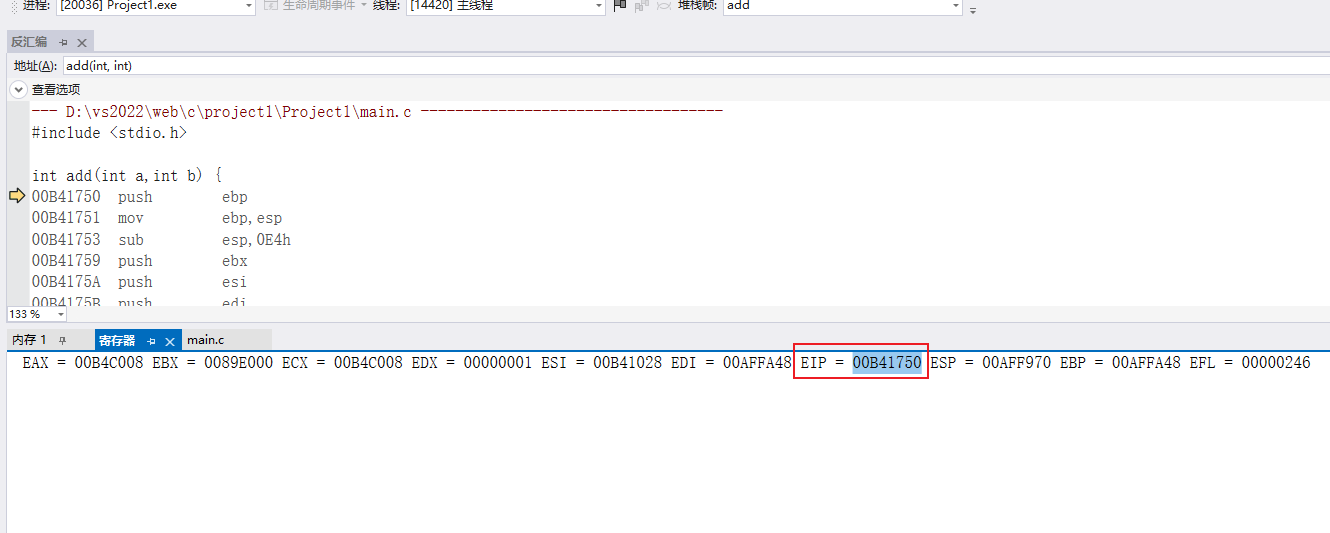 进程: [20036] Project1.exe 生命周期事件 线程: [14420] 主线程 堆栈帧: add
反汇编
地址(A): add(int, int)
查看选项
--- D:\vs2022\web\c\project1\Project1\main.c -----------------------------------
#include <stdio.h>
int add(int a,int b) {
00B41750 push ebp
00B41751 mov ebp,esp
00B41753 sub esp,0E4h
00B41759 push ebx
00B4175A push esi
00B4175B push edi
133 %
内存 1 寄存器 main.c
EAX = 00B4C008 EBX = 0089E000 ECX = 00B4C008 EDX = 00000001 ESI = 00B41028 EDI = 00AFFA48 EIP = 00B41750 ESP = 00AFF970 EBP = 00AFFA48 EFL = 00000246